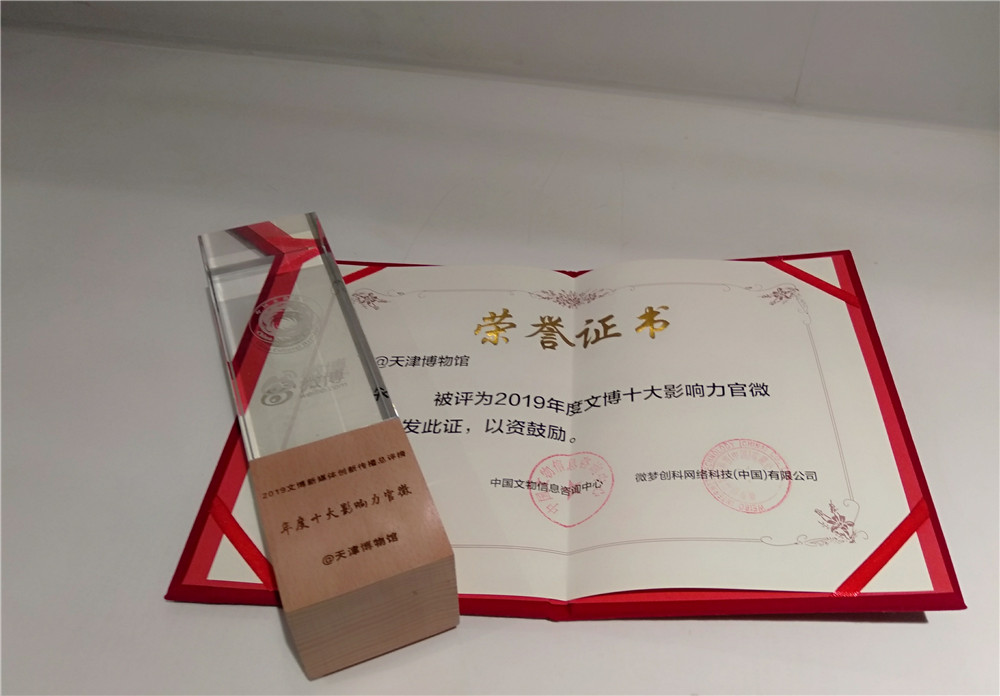 微博
2019文博新媒体创新传播总评榜
年度十大影响力官微
@天津博物馆
荣誉证书
@天津博物馆
被评为2019年度文博十大影响力官微
发此证，以资鼓励。
中国文物信息咨询中心
微梦创科网络科技(中国)有限公司